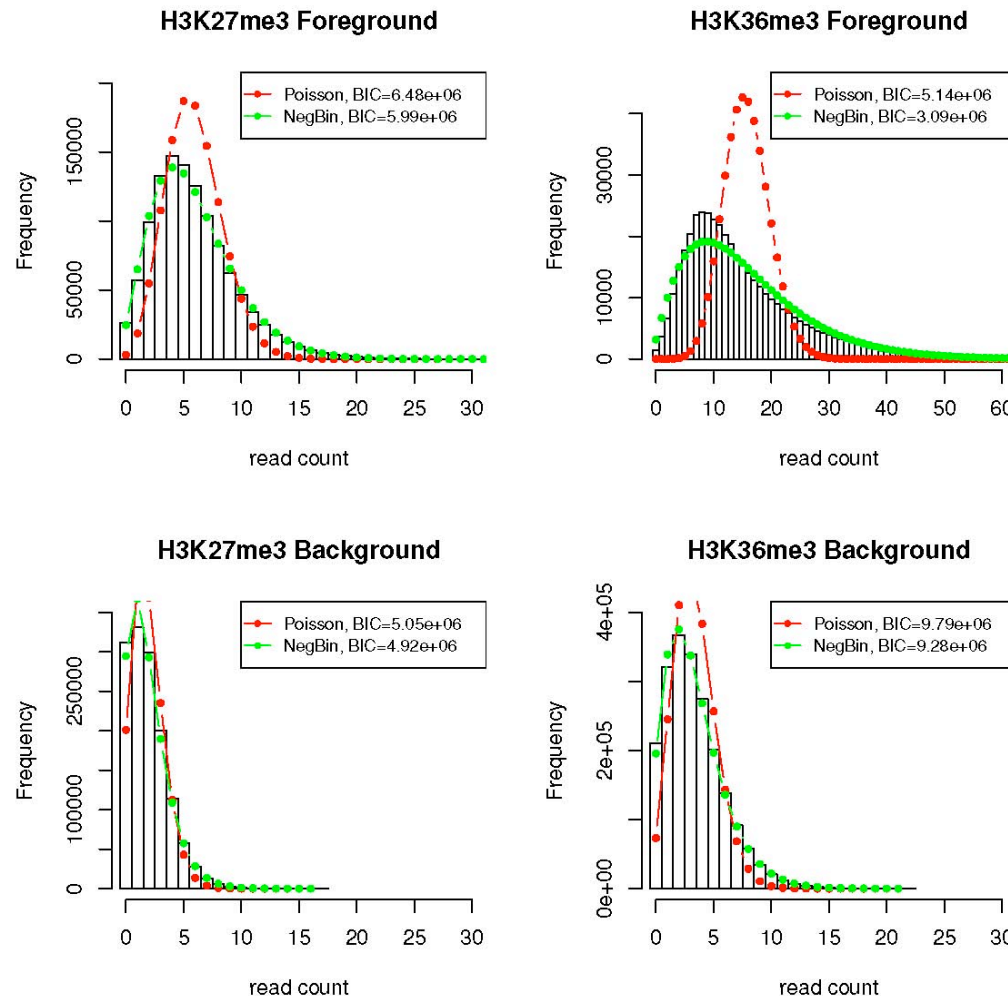 H3K27me3 Foreground
Poisson, BIC=6.48e+06
NegBin, BIC=5.99e+06
Frequency
0
50000
150000
0 5 10 15 20 25 30
read count
H3K36me3 Foreground
Poisson, BIC=5.14e+06
NegBin, BIC=3.09e+06
Frequency
0
10000
30000
0 10 20 30 40 50 60
read count
H3K27me3 Background
Poisson, BIC=5.05e+06
NegBin, BIC=4.92e+06
Frequency
0
100000
250000
0 5 10 15 20 25 30
read count
H3K36me3 Background
Poisson, BIC=9.79e+06
NegBin, BIC=9.28e+06
Frequency
0e+00
2e+05
4e+05
0 5 10 15 20 25 30
read count